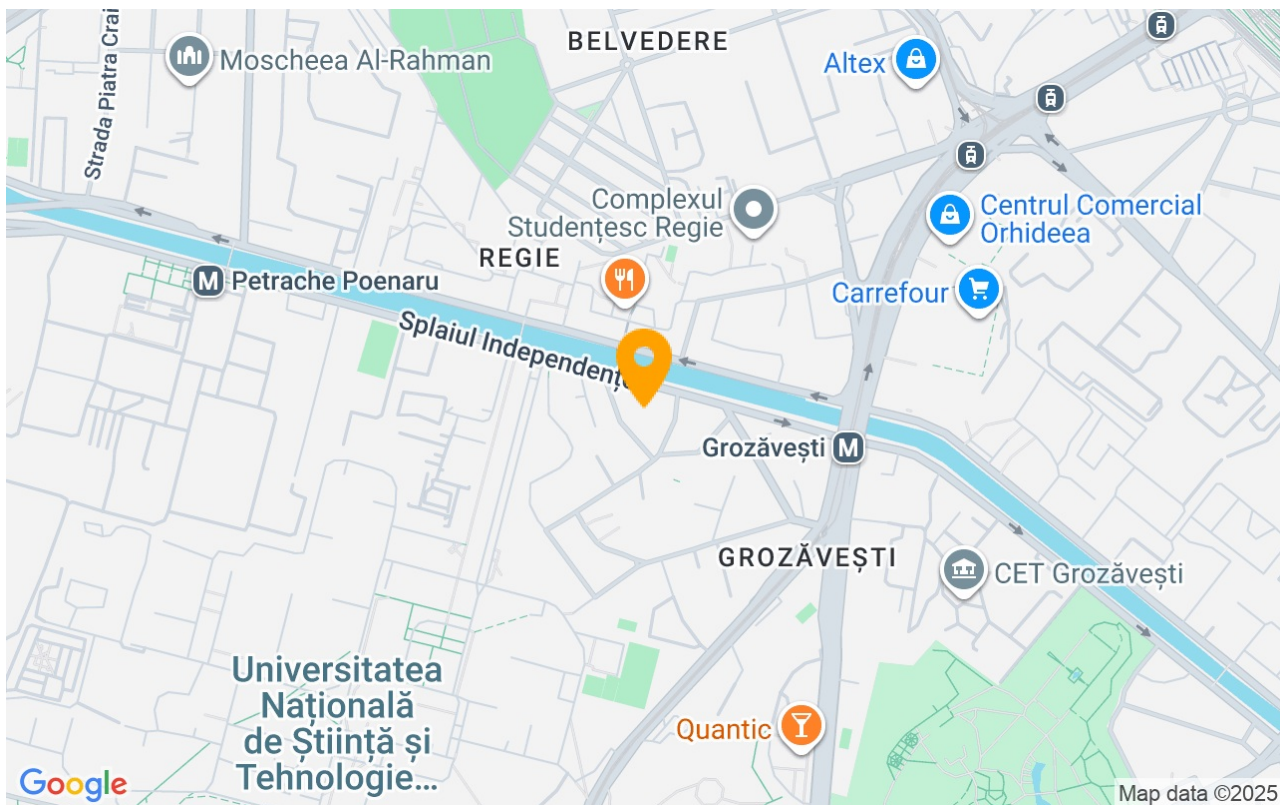 BELVEDERE
Strada Piatra Crai
Moscheea Al-Rahman
Altex
Complexul
Studențesc Regie
Centrul Comercial
Orhideea
REGIE
M Petrache Poenaru
Carrefour
Splaiul Independenț
Grozăvești M
GROZĂVEȘTI
CET Grozăvești
Universitatea
Națională
de Știință și
Tehnologie...
Quantic
Google
Map data ©2025